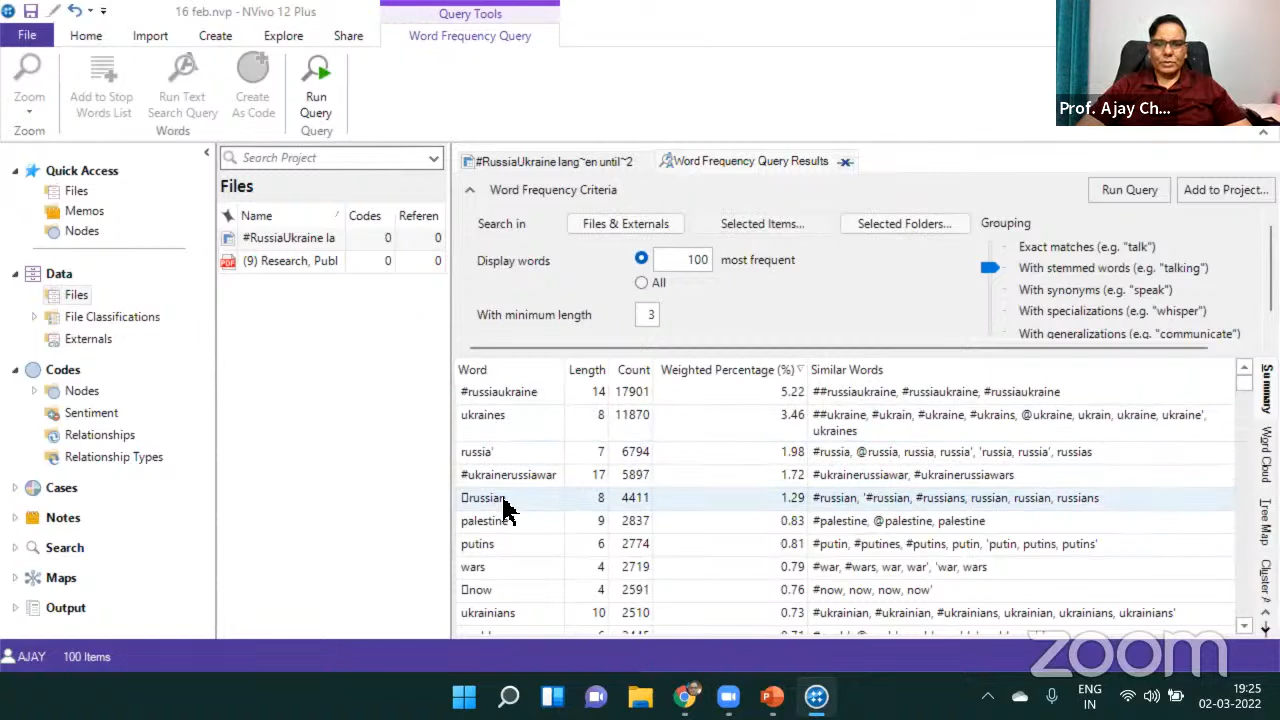 16 feb.nvp - NVivo 12 Plus
Query Tools
File
Home
Import
Create
Explore
Share
Word Frequency Query
Zoom
Add to Stop
Words List
Run Text
Search Query
Create
As Code
Run
Query
Zoom
Words
Query
Prof. Ajay Ch...
Quick Access
Files
Memos
Nodes
Data
Files
File Classifications
Externals
Codes
Nodes
Sentiment
Relationships
Relationship Types
Cases
Notes
Search
Maps
Output
Search Project
Files
Name Codes Referen
#RussiaUkraine la 0 0
(9) Research, Publ 0 0
#RussiaUkraine lang~en until~2
Word Frequency Query Results
Word Frequency Criteria
Run Query
Add to Project...
Search in
Files & Externals
Selected Items...
Selected Folders...
Grouping
Display words
100
most frequent
All
With minimum length
3
Exact matches (e.g. "talk")
With stemmed words (e.g. "talking")
With synonyms (e.g. "speak")
With specializations (e.g. "whisper")
With generalizations (e.g. "communicate")
Word Length Count Weighted Percentage (%) Similar Words
#russiaukraine 14 17901 5.22 ##russiaukraine, #russiaukraine, #russiaukraine
ukraines 8 11870 3.46 ##ukraine, #ukrain, #ukraine, #ukrains, @ukraine, ukrain, ukraine, ukraine',
ukraines
russia' 7 6794 1.98 #russia, @russia, russia, russia', 'russia, russia', russias
#ukrainerussiawar 17 5897 1.72 #ukrainerussiawar, #ukrainerussiawars
russian 8 4411 1.29 #russian, '#russian, #russians, russian, russian, russians
palestine 9 2837 0.83 #palestine, @palestine, palestine
putins 6 2774 0.81 #putin, #putines, #putins, putin, 'putin, putins, putins'
wars 4 2719 0.79 #war, #wars, war, war', 'war, wars
now 4 2591 0.76 #now, now, now, now'
ukrainians 10 2510 0.73 #ukrainian, #ukrainian, #ukrainians, ukrainian, ukrainians, ukrainians'
Summary
Word Cloud
Tree Map
zoom
AJAY 100 Items
ENG
IN
19:25
02-03-2022